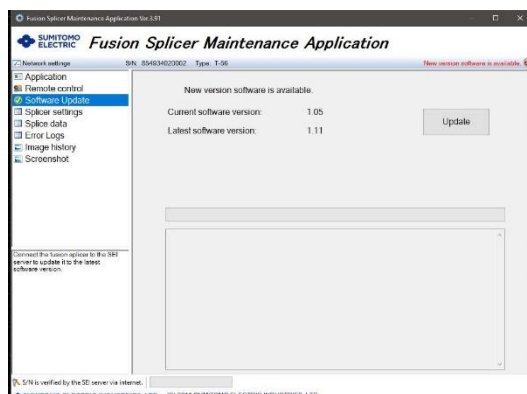 Fusion Splicer Maintenance Application Ver 3.91
SUMITOMO
ELECTRIC
Fusion Splicer Maintenance Application
Network settings
S/N 854934020002 Type: T-56
New version software is available.
Application
Remote control
Software Update
Splicer settings
Splice data
Error Logs
Image history
Screenshot
New version software is available.
Current software version: 1.05
Latest software version: 1.11
Update
Connect the fusion splicer to the SEI
server to update it to the latest
software version.
S/N is verified by the SEI server via internet.